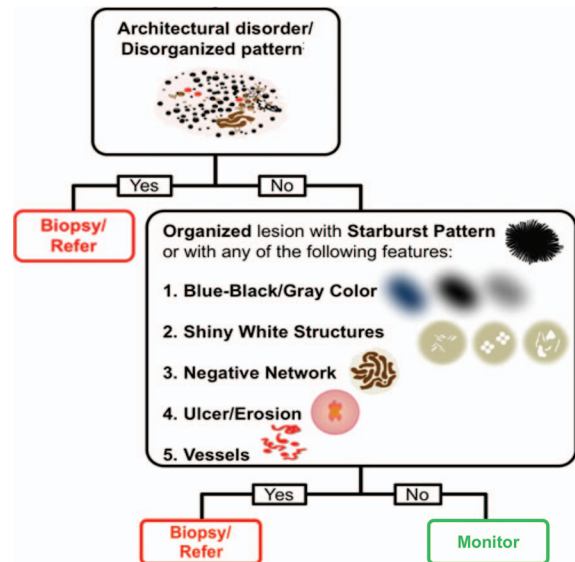 Architectural disorder/
Disorganized pattern:
Yes
No
Biopsy/
Refer
Organized lesion with Starburst Pattern
or with any of the following features:
1. Blue-Black/Gray Color
2. Shiny White Structures
3. Negative Network
4. Ulcer/Erosion
5. Vessels
Yes
No
Biopsy/
Refer
Monitor